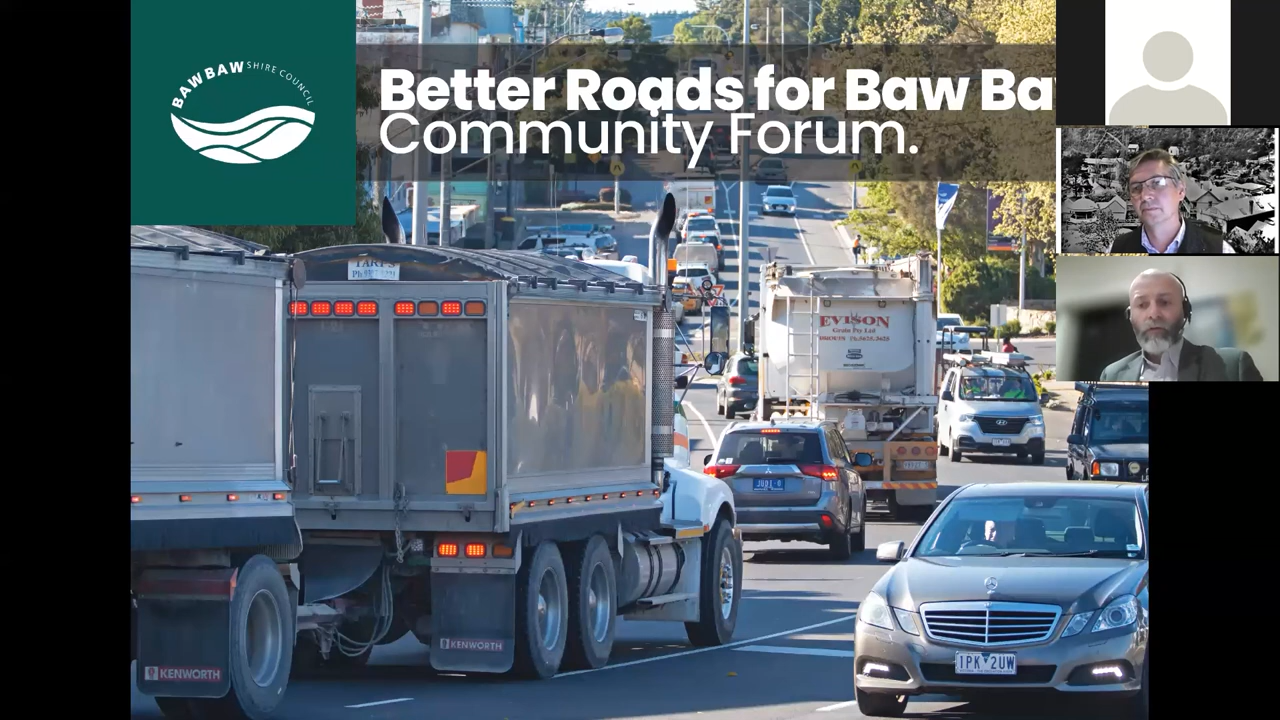 BAW BAW SHIRE COUNCIL
Better Roads for Baw Ba
Community Forum.
TARPS
EVISON
Grain Pty Ltd
KENWORTH
KENWORTH
1PK 2UW